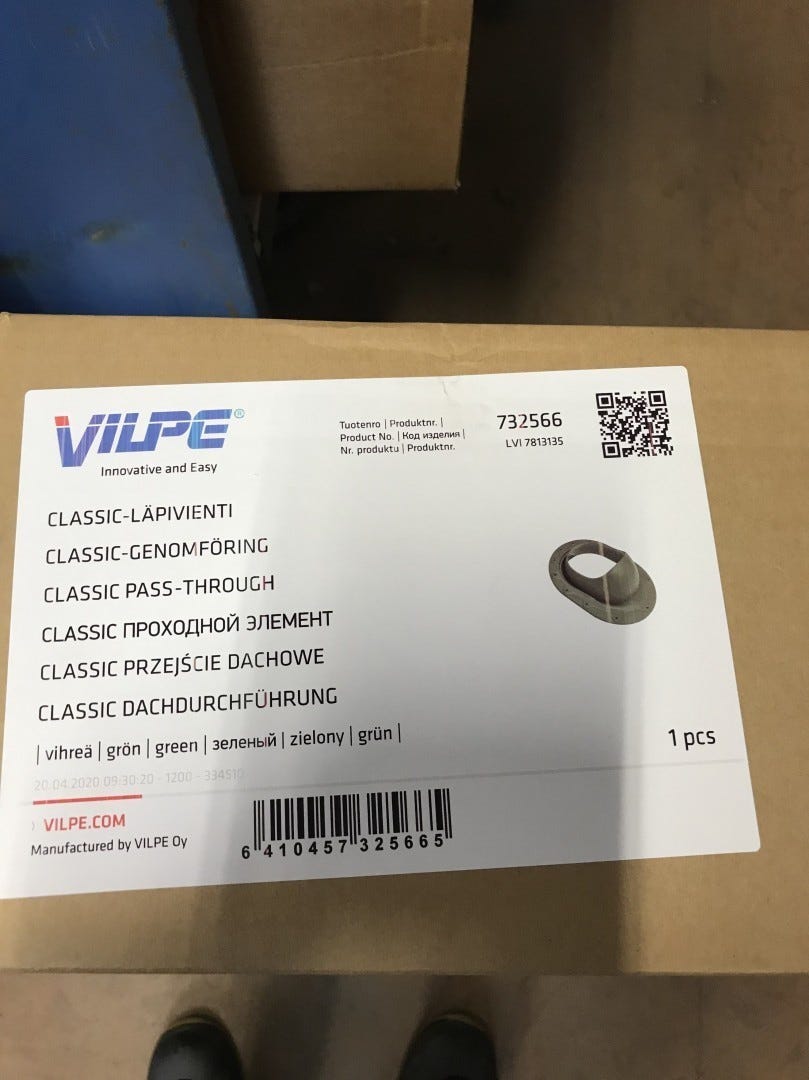 VILPE®
Innovative and Easy
Tuotenro | Produktnr. |
Product No. | Код изделия |
Nr. produktu | Produktnr.
732566
LVI 7813135
CLASSIC-LÄPIVIENTI
CLASSIC-GENOMFÖRING
CLASSIC PASS-THROUGH
CLASSIC ПРОХОДНОЙ ЭЛЕМЕНТ
CLASSIC PRZEJŚCIE DACHOWE
CLASSIC DACHDURCHFÜHRUNG
| vihreä | grön | green | зеленый | zielony | grün |
1 pcs
20.04.2020 09:30:20 - 1200 - 334510
VILPE.COM
Manufactured by VILPE Oy
6 410457 325665